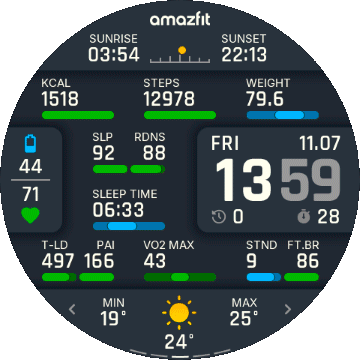 amazfit
SUNRISE SUNSET
03:54 22:13
KCAL STEPS WEIGHT
1518 12978 79.6
SLP RDNS
92 88
FRI 11.07
44
13 59
71
SLEEP TIME
06:33
0 28
T-LD PAI VO2 MAX STND FT.BR
497 166 43 9 86
MIN MAX
19° 25°
24°